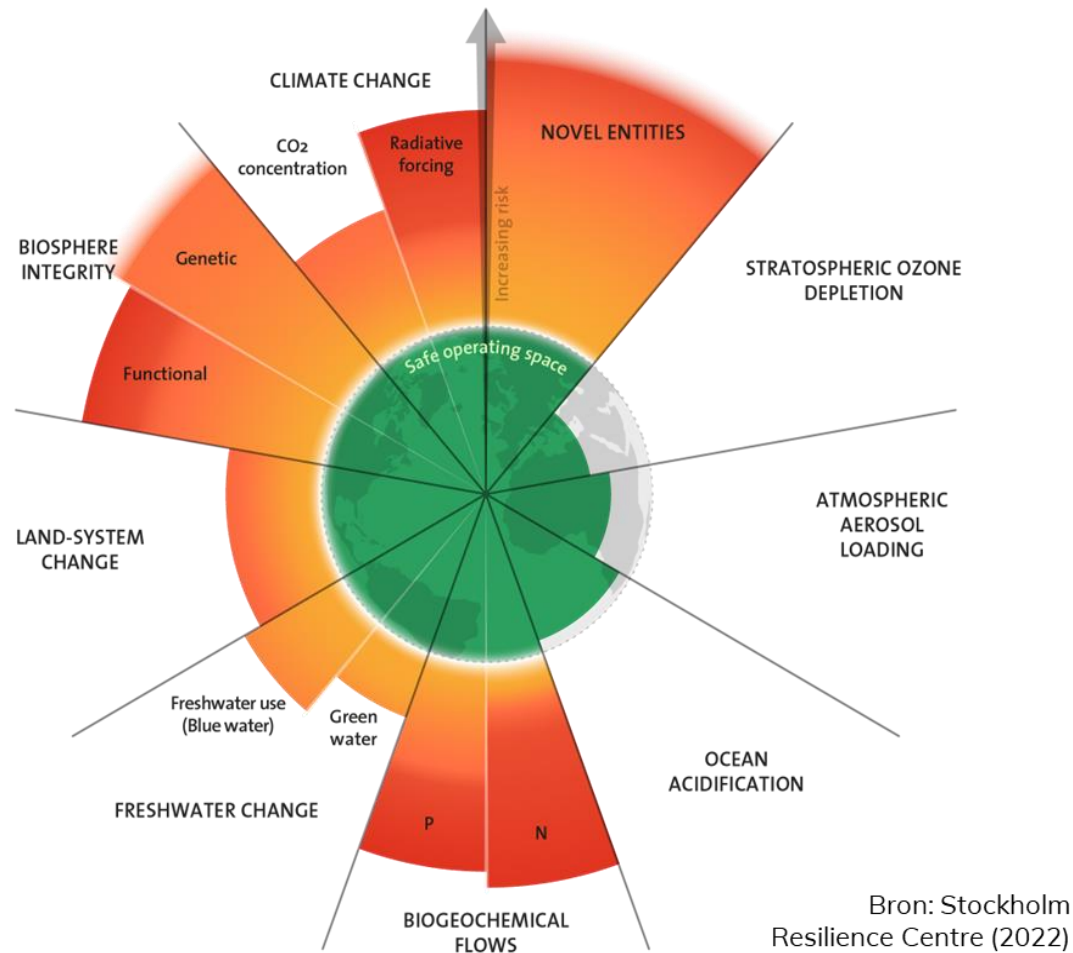 CLIMATE CHANGE
CO2
concentration
Radiative
forcing
NOVEL ENTITIES
Increasing risk
BIOSPHERE
INTEGRITY
Genetic
Functional
STRATOSPHERIC OZONE
DEPLETION
Safe operating space
ATMOSPHERIC
AEROSOL
LOADING
LAND-SYSTEM
CHANGE
Freshwater use
(Blue water)
Green
water
OCEAN
ACIDIFICATION
FRESHWATER CHANGE
P
N
BIOGEOCHEMICAL
FLOWS
Bron: Stockholm
Resilience Centre (2022)